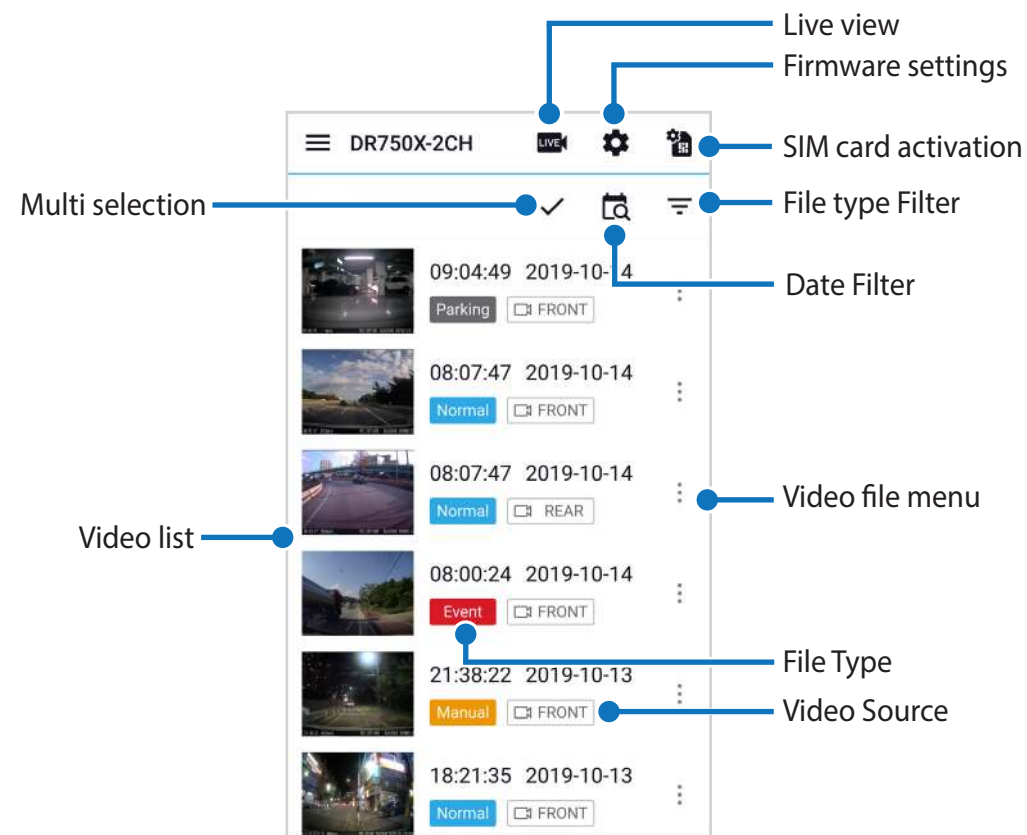 Live view
Firmware settings
DR750X-2CH
LIVE
SIM card activation
Multi selection
File type Filter
09:04:49 2019-10-14
Date Filter
Parking FRONT
08:07:47 2019-10-14
Normal FRONT
08:07:47 2019-10-14
Video file menu
Normal REAR
Video list
08:00:24 2019-10-14
Event FRONT
File Type
21:38:22 2019-10-13
Manual FRONT
Video Source
18:21:35 2019-10-13
Normal FRONT